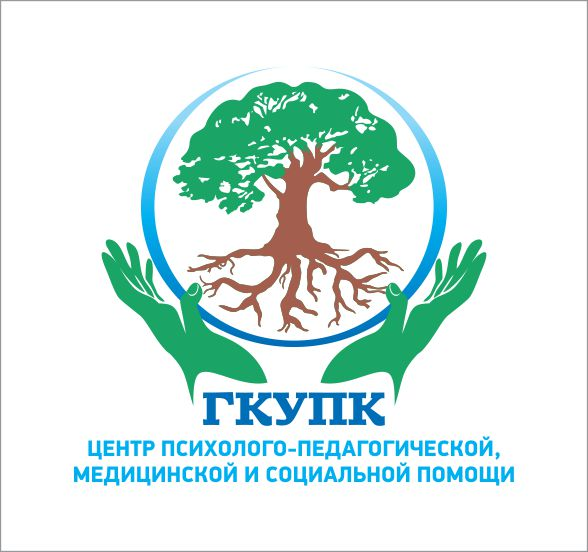 ГКУПК
ЦЕНТР ПСИХОЛОГО-ПЕДАГОГИЧЕСКОЙ,
МЕДИЦИНСКОЙ И СОЦИАЛЬНОЙ ПОМОЩИ